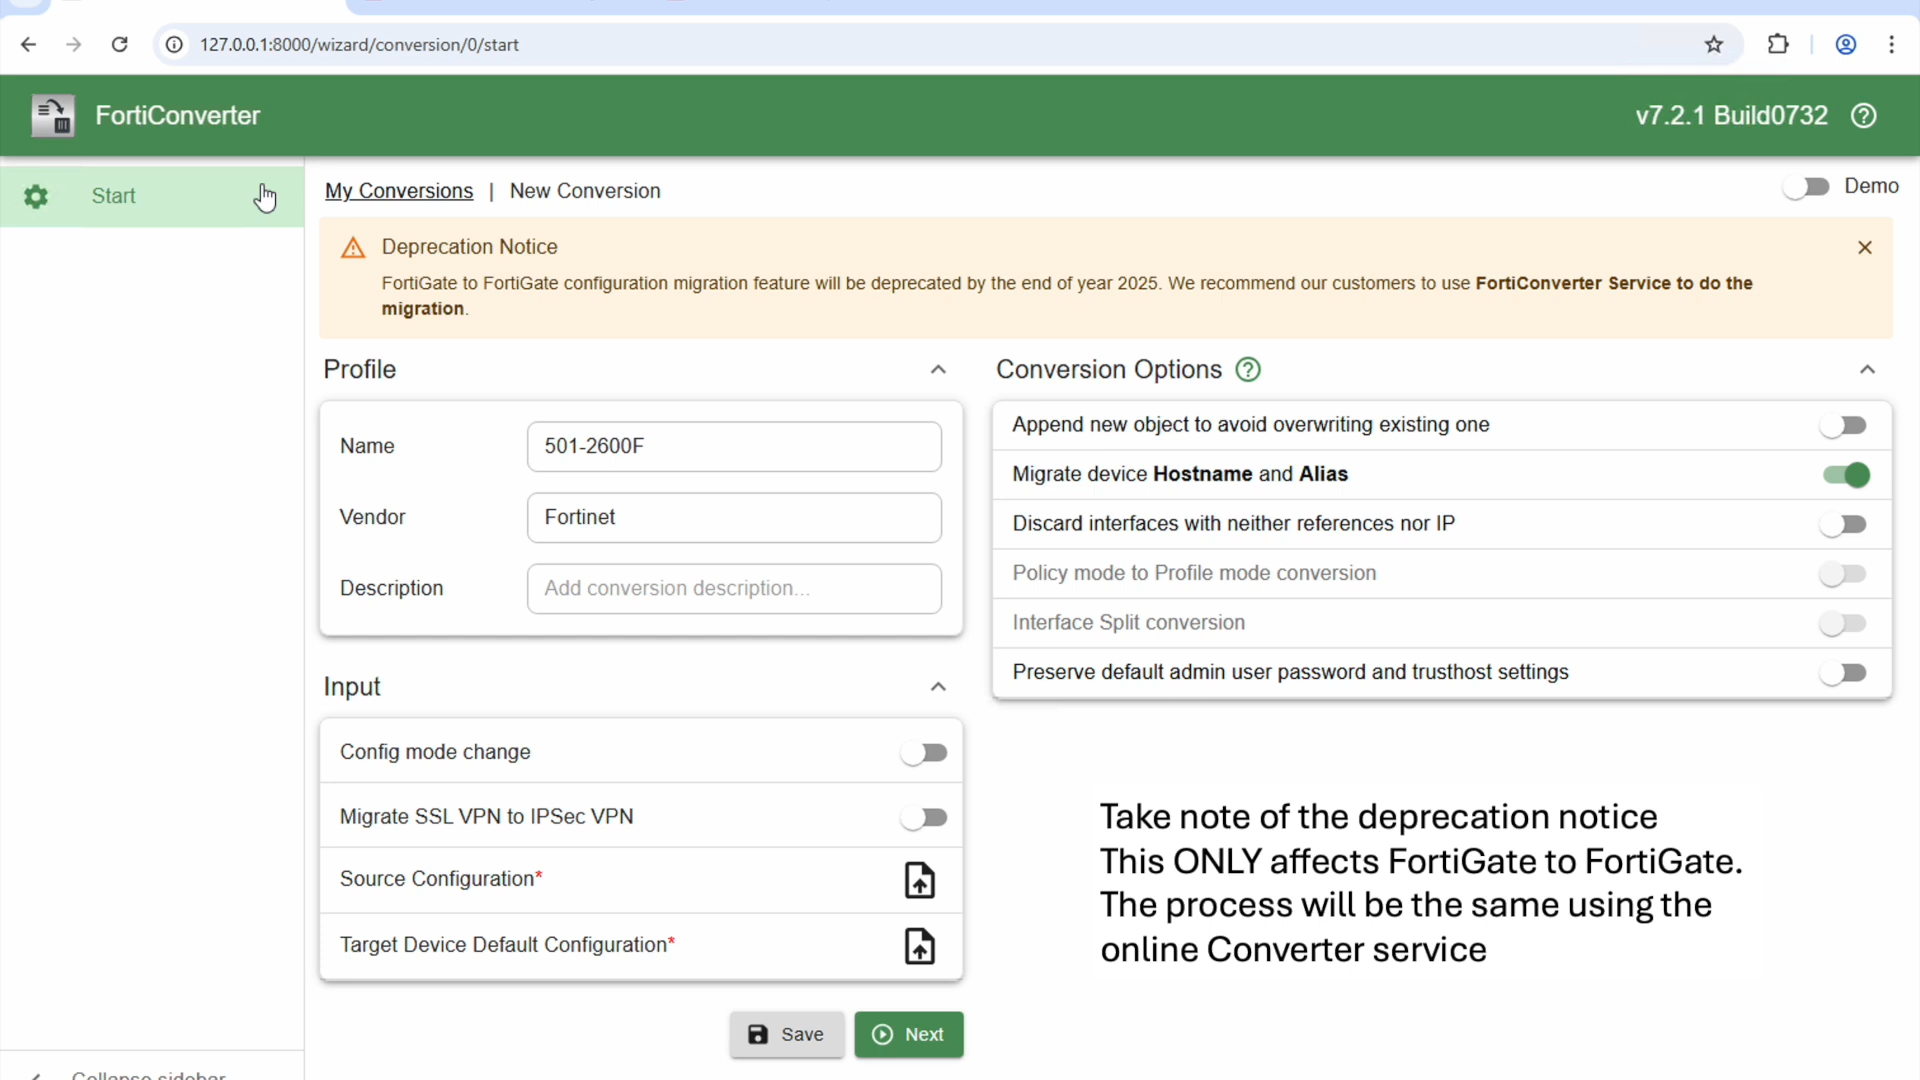 127.0.0.1:8000/wizard/conversion/0/start
FortiConverter
v7.2.1 Build0732
Start
My Conversions | New Conversion
Demo
Deprecation Notice
FortiGate to FortiGate configuration migration feature will be deprecated by the end of year 2025. We recommend our customers to use FortiConverter Service to do the
migration.
Profile
Name
501-2600F
Vendor
Fortinet
Description
Add conversion description...
Input
Config mode change
Migrate SSL VPN to IPSec VPN
Source Configuration*
Target Device Default Configuration*
Save
Next
Conversion Options
Append new object to avoid overwriting existing one
Migrate device Hostname and Alias
Discard interfaces with neither references nor IP
Policy mode to Profile mode conversion
Interface Split conversion
Preserve default admin user password and trusthost settings
Take note of the deprecation notice
This ONLY affects FortiGate to FortiGate.
The process will be the same using the
online Converter service
Collapse sidebar